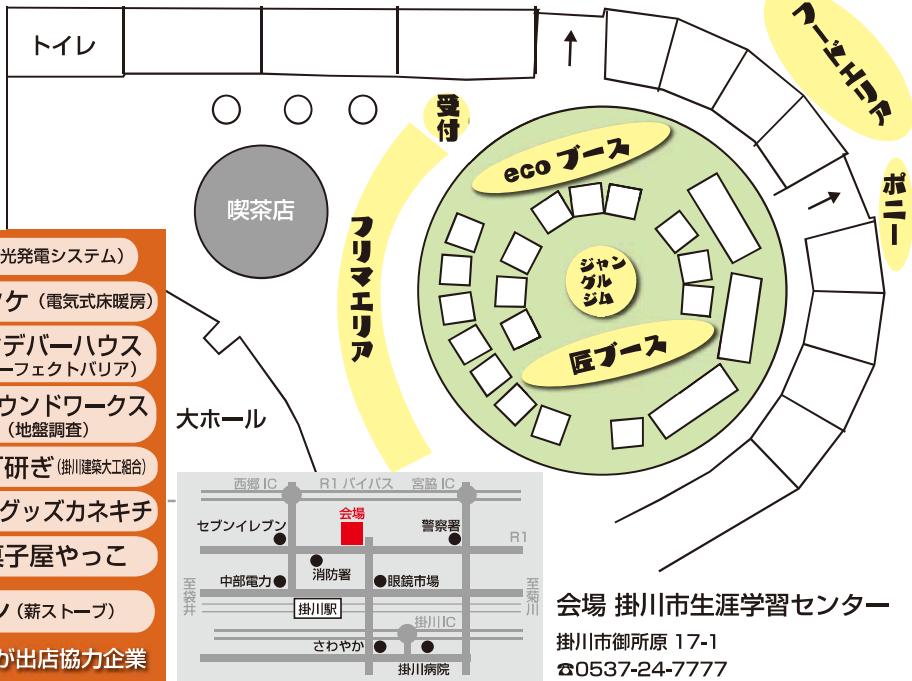 トイレ
フードエリア
受付
eco ブース
ポニー
喫茶店
フリマエリア
ジャン
グル
ジム
匠ブース
大ホール
光発電システム）
ケ（電気式床暖房）
デバーハウス
ーフェクトバリア）
ウンドワークス
（地盤調査）
研ぎ（掛川建築大工組合）
グッズカネキチ
子屋やっこ
（薪ストーブ）
が出店協力企業
西郷 IC
R1 バイパス
宮脇 IC
セブンイレブン
会場
警察署
R1
中部電力
消防署
眼鏡市場
至袋井
至菊川
掛川駅
掛川IC
さわやか
掛川病院
会場 掛川市生涯学習センター
掛川市御所原 17-1
☎0537-24-7777